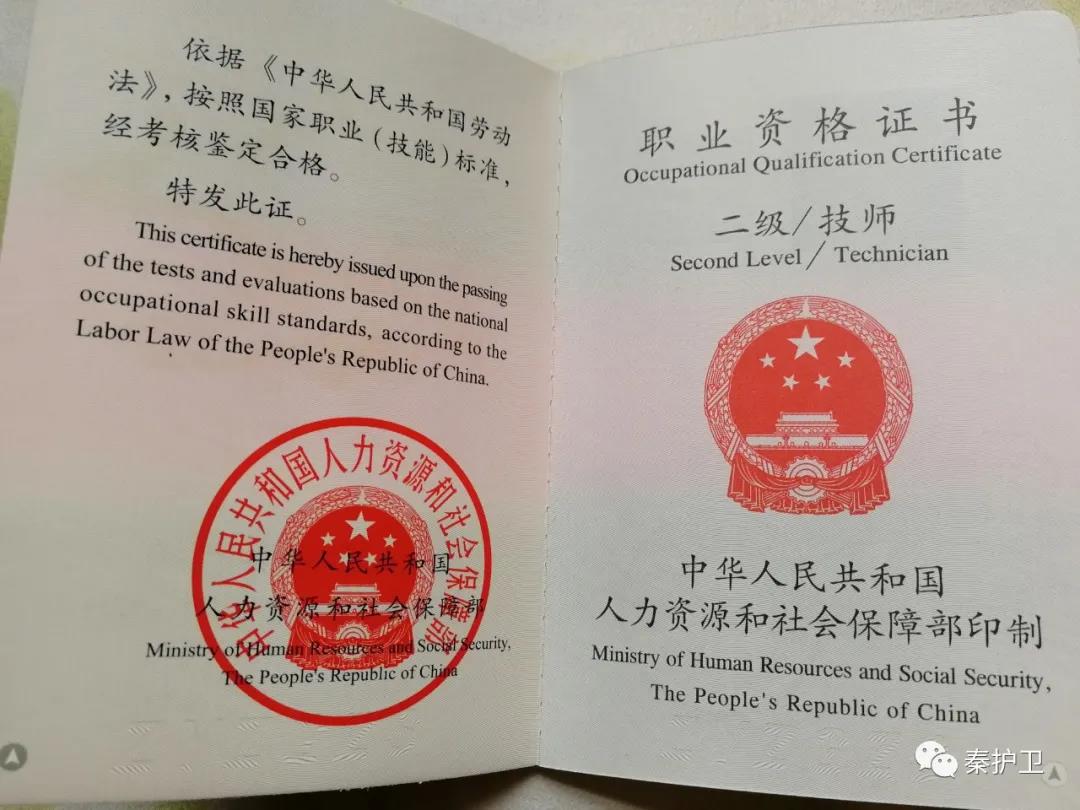 依据《中华人民共和国劳动
法》，按照国家职业(技能)标准，
经考核鉴定合格。
特发此证。
This certificate is hereby issued upon the passing
of the tests and evaluations based on the national
occupational skill standards, according to the
Labor Law of the People's Republic of China.
中华人民共和国人力资源和社会保障部
中华人民共和国
人力资源和社会保障部
Ministry of Human Resources and Social Security,
The People's Republic of China
职业资格证书
Occupational Qualification Certificate
二级/技师
Second Level/Technician
中华人民共和国
人力资源和社会保障部印制
Ministry of Human Resources and Social Security,
The People's Republic of China
秦护卫